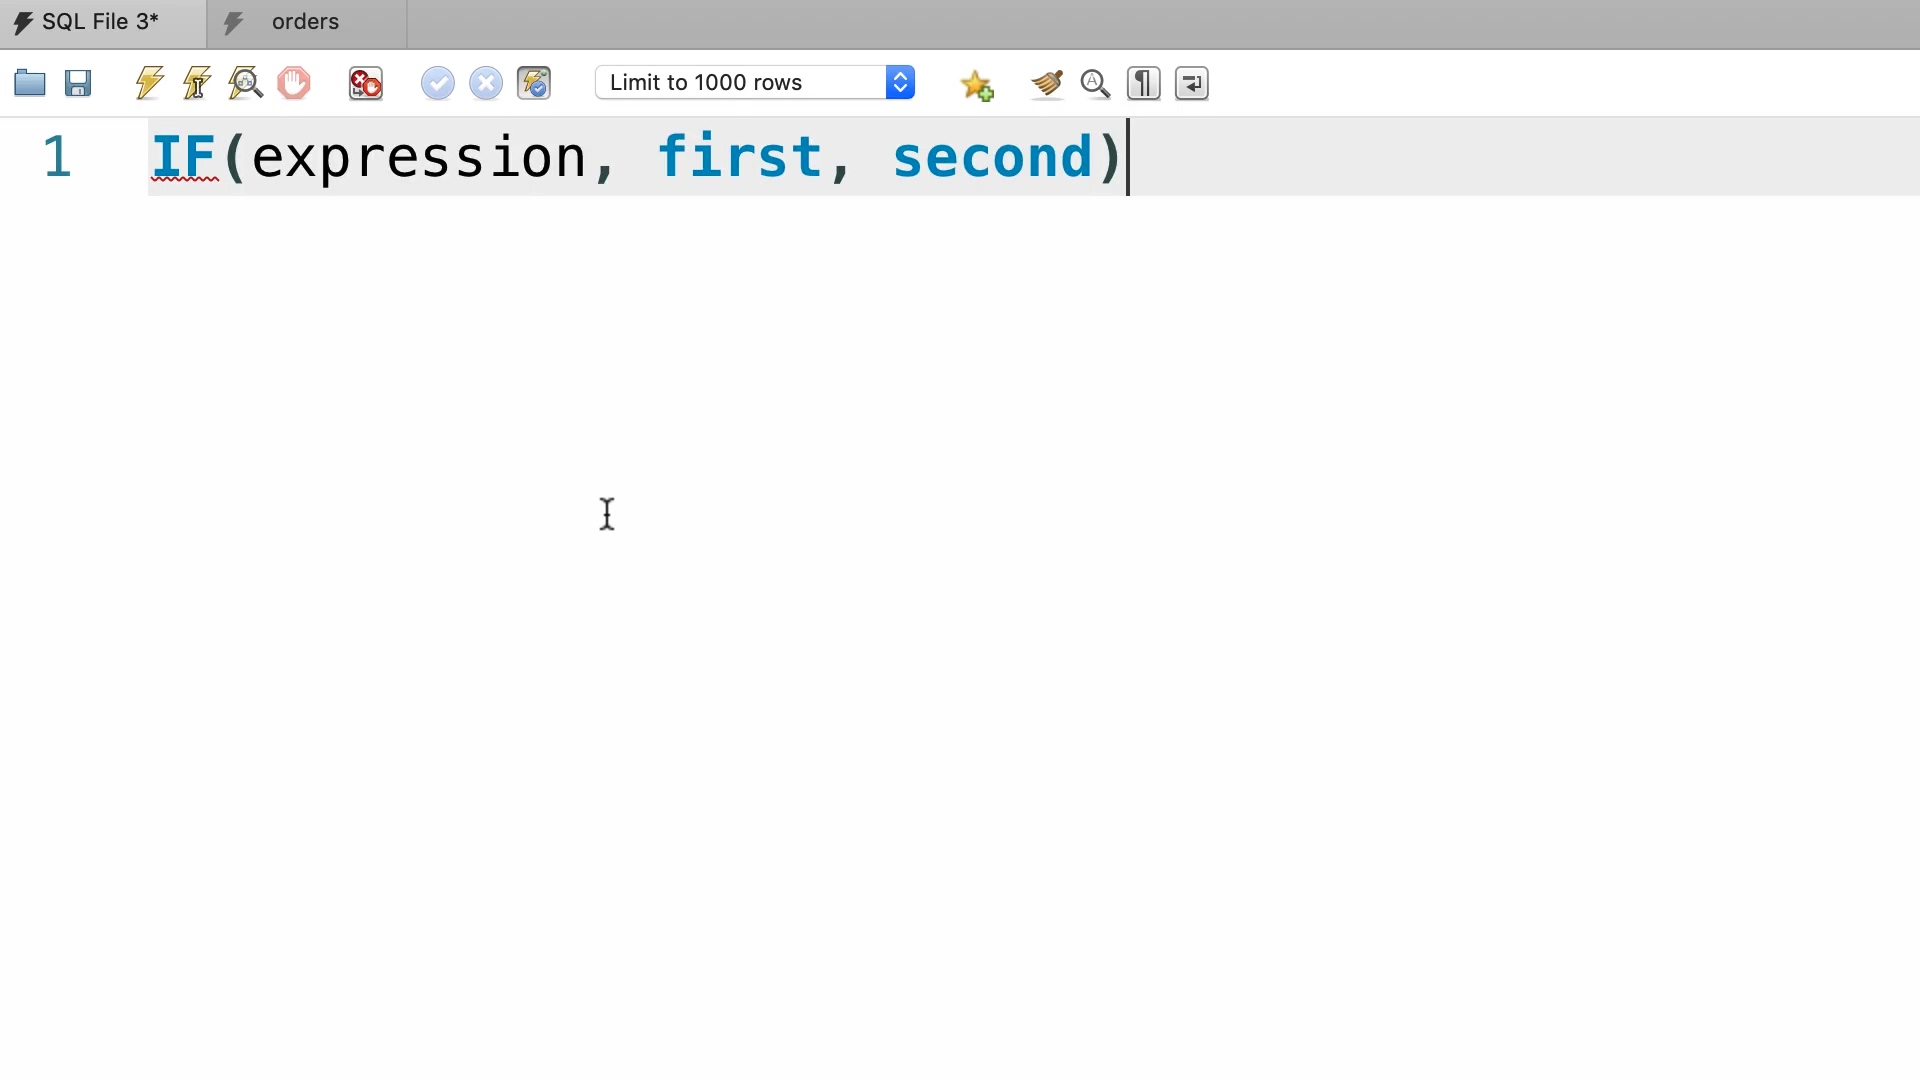 SQL File 3* orders
Limit to 1000 rows
1 IF(expression, first, second)